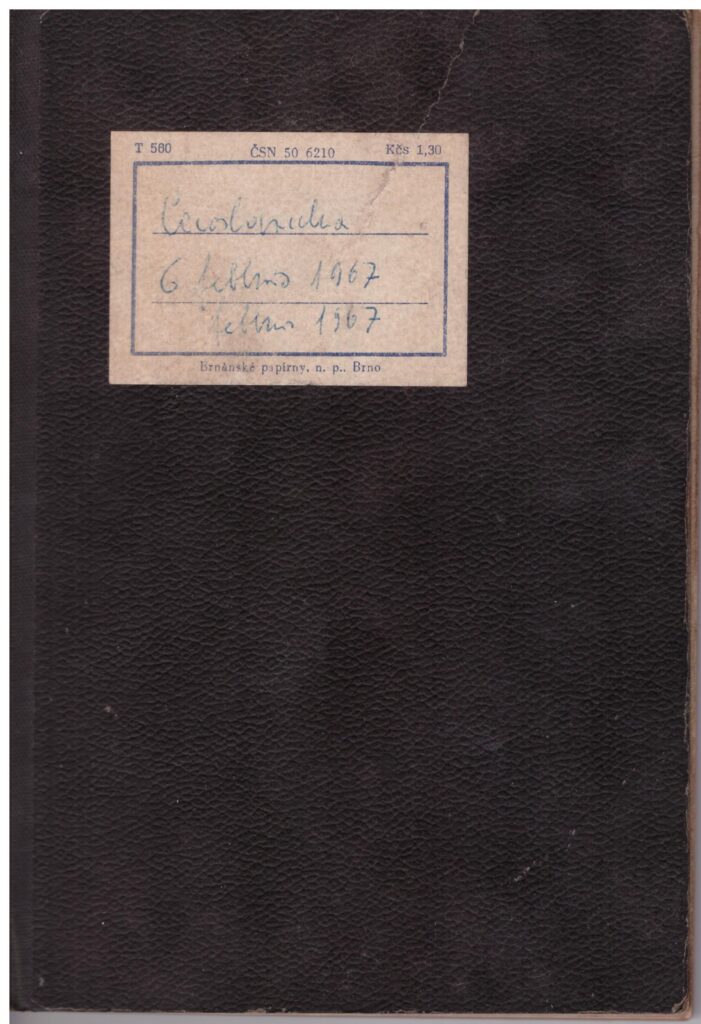 T 560 ČSN 50 6210 Kčs 1,30
Cecoslovacchia
6 febbraio 1967
febbraio 1967
Brněnské papírny, n. p., Brno